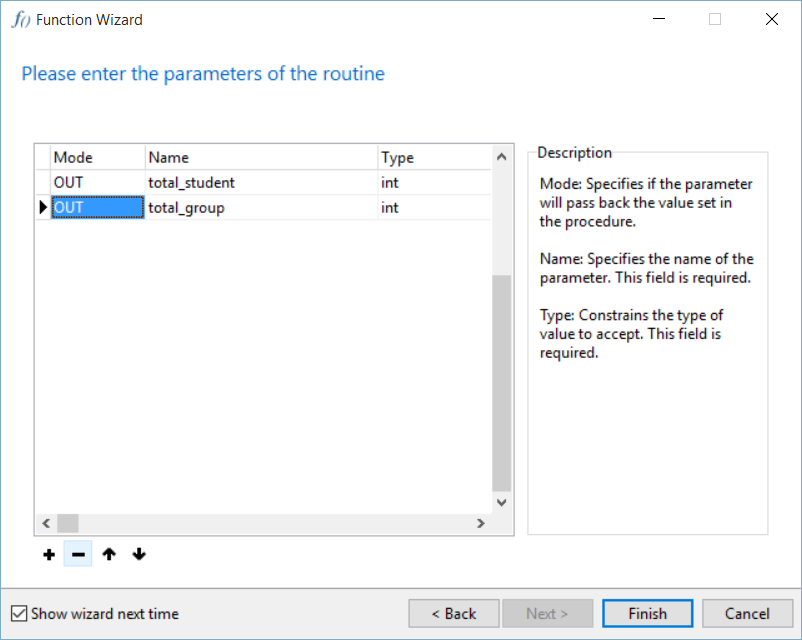 f() Function Wizard
Please enter the parameters of the routine
Mode Name Type
OUT total_student int
OUT total_group int
Description
Mode: Specifies if the parameter
will pass back the value set in
the procedure.
Name: Specifies the name of the
parameter. This field is required.
Type: Constrains the type of
value to accept. This field is
required.
Show wizard next time
< Back
Next >
Finish
Cancel